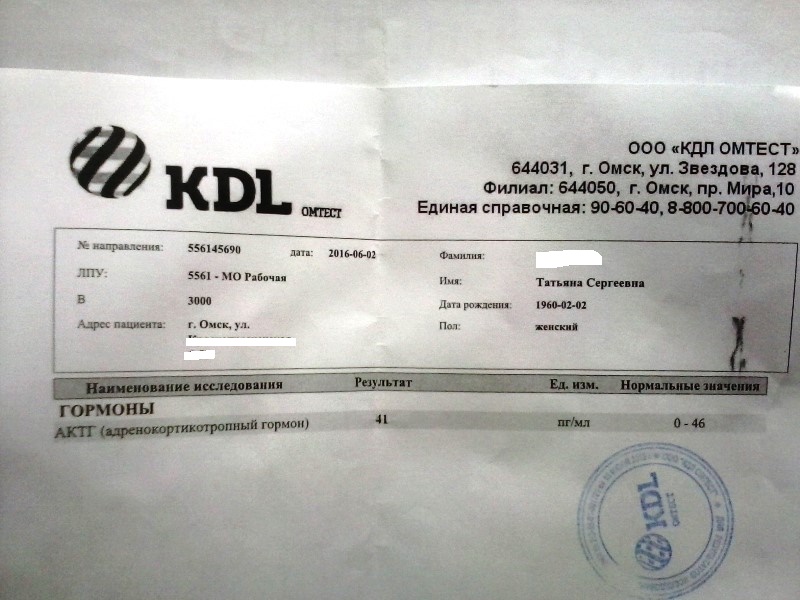 KDL ОМТЕСТ
ООО «КДЛ ОМТЕСТ»
644031, г. Омск, ул. Звездова, 128
Филиал: 644050, г. Омск, пр. Мира,10
Единая справочная: 90-60-40, 8-800-700-60-40
№ направления: 556145690 дата: 2016-06-02
ЛПУ: 5561 - МО Рабочая
В 3000
Адрес пациента: г. Омск, ул.
Фамилия:
Имя: Татьяна Сергеевна
Дата рождения: 1960-02-02
Пол: женский
Наименование исследования Результат Ед. изм. Нормальные значения
ГОРМОНЫ
АКТГ (адренокортикотропный гормон) 41 пг/мл 0 - 46
KDL
ОМТЕСТ